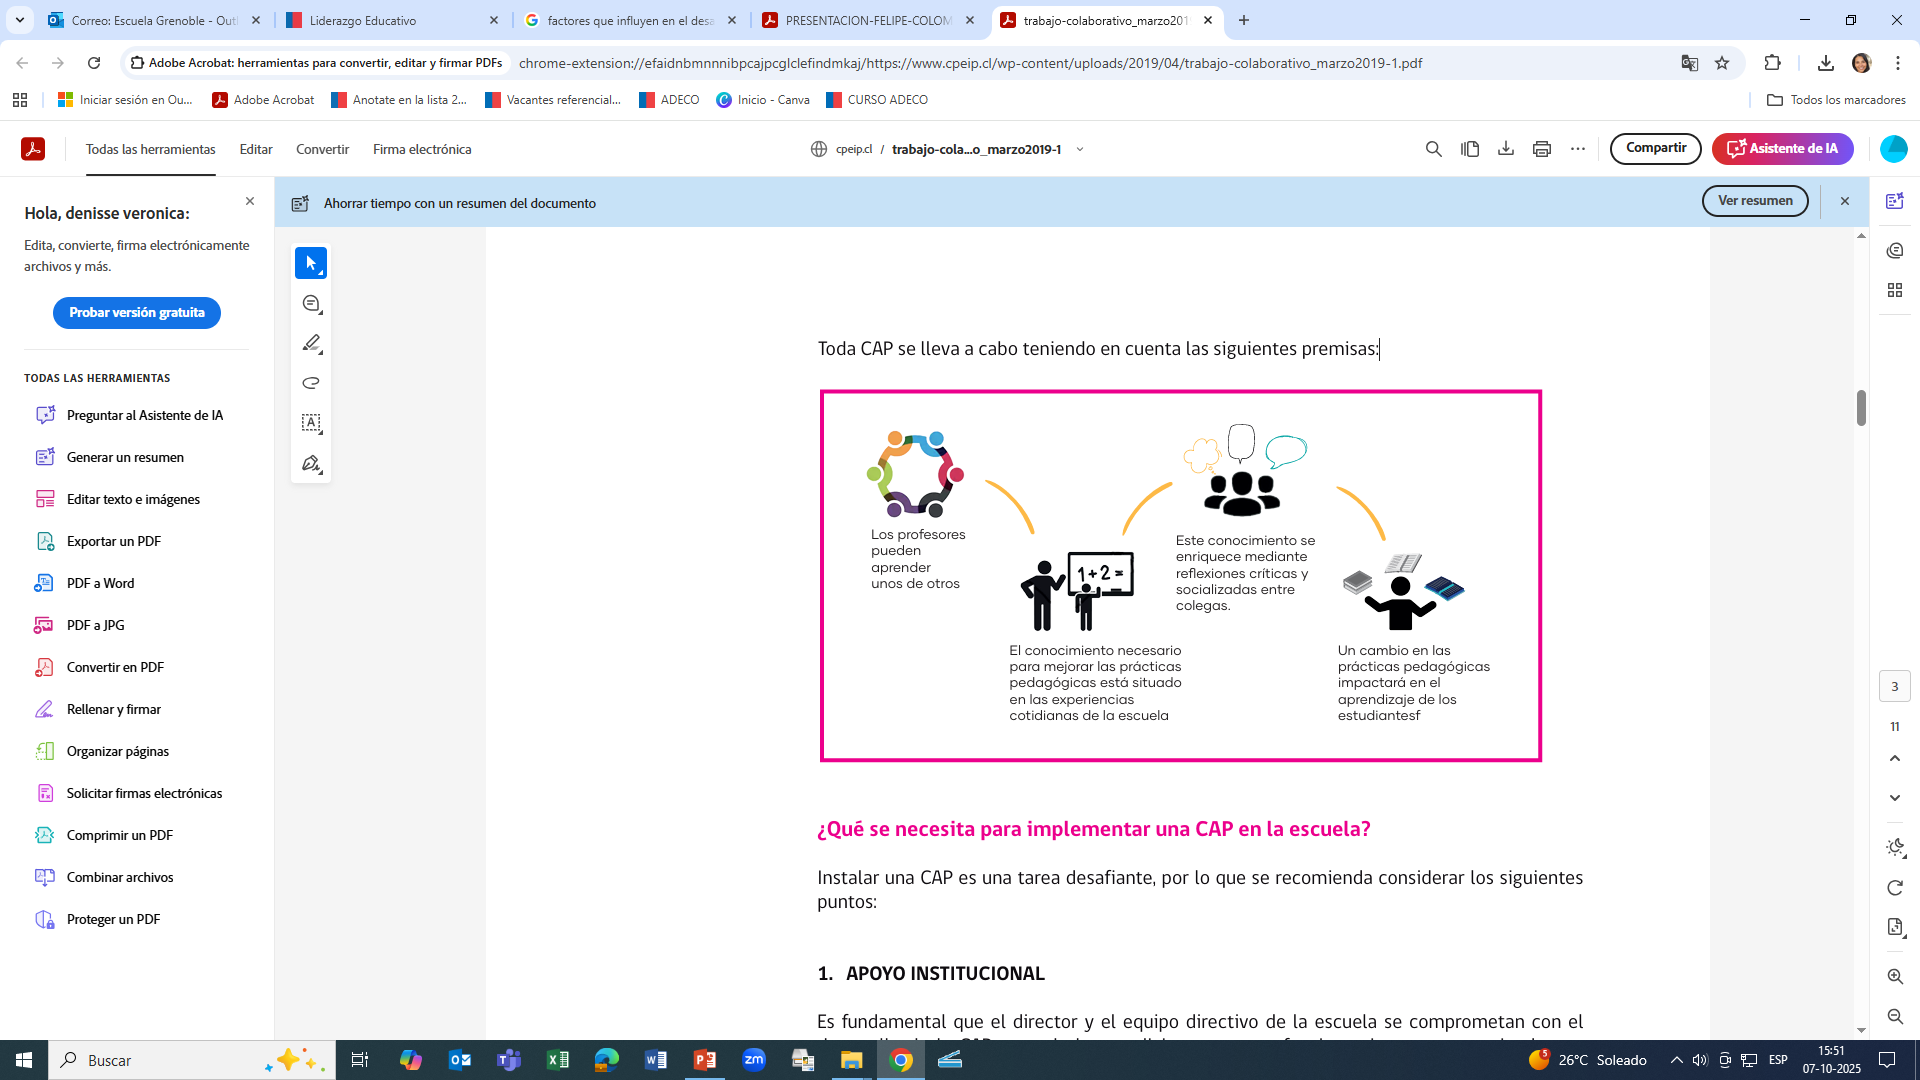 Correo: Escuela Grenoble - Out
Liderazgo Educativo
factores que influyen en el desa
PRESENTACION-FELIPE-COLOM
trabajo-colaborativo_marzo201
Adobe Acrobat: herramientas para convertir, editar y firmar PDFs
chrome-extension://efaidnbmnnnibpcajpcglclefindmkaj/https://www.cpeip.cl/wp-content/uploads/2019/04/trabajo-colaborativo_marzo2019-1.pdf
Iniciar sesión en Ou...
Adobe Acrobat
Anotate en la lista 2...
Vacantes referencial...
ADECO
Inicio - Canva
CURSO ADECO
Todos los marcadores
Todas las herramientas
Editar
Convertir
Firma electrónica
cpeip.cl / trabajo-cola...o_marzo2019-1
Compartir
Asistente de IA
Hola, denisse veronica:
Edita, convierte, firma electrónicamente
archivos y más.
Probar versión gratuita
TODAS LAS HERRAMIENTAS
Preguntar al Asistente de IA
Generar un resumen
Editar texto e imágenes
Exportar un PDF
PDF a Word
PDF a JPG
Convertir en PDF
Rellenar y firmar
Organizar páginas
Solicitar firmas electrónicas
Comprimir un PDF
Combinar archivos
Proteger un PDF
Ahorrar tiempo con un resumen del documento
Ver resumen
Toda CAP se lleva a cabo teniendo en cuenta las siguientes premisas:
Los profesores
pueden
aprender
unos de otros
1+2=
El conocimiento necesario
para mejorar las prácticas
pedagógicas está situado
en las experiencias
cotidianas de la escuela
Este conocimiento se
enriquece mediante
reflexiones críticas y
socializadas entre
colegas.
Un cambio en las
prácticas pedagógicas
impactará en el
aprendizaje de los
estudiantesf
¿Qué se necesita para implementar una CAP en la escuela?
Instalar una CAP es una tarea desafiante, por lo que se recomienda considerar los siguientes
puntos:
1. APOYO INSTITUCIONAL
Es fundamental que el director y el equipo directivo de la escuela se comprometan con el
3
11
Buscar
zm
5
26°C Soleado
ESP
15:51
07-10-2025